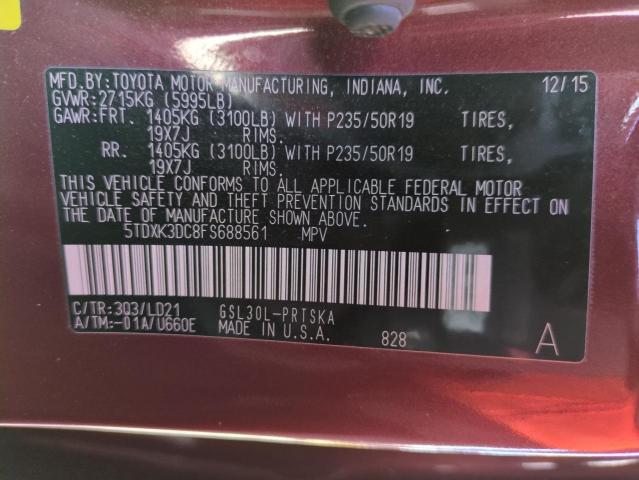 MFD.BY:TOYOTA MOTOR MANUFACTURING, INDIANA, INC. 12/15
GVWR:2715KG (5995LB)
GAWR:FRT. 1405KG (3100LB) WITH P235/50R19 TIRES,
19X7J RIMS.
RR. 1405KG (3100LB) WITH P235/50R19 TIRES,
19X7J RIMS.
THIS VEHICLE CONFORMS TO ALL APPLICABLE FEDERAL MOTOR
VEHICLE SAFETY AND THEFT PREVENTION STANDARDS IN EFFECT ON
THE DATE OF MANUFACTURE SHOWN ABOVE.
5TDXK3DC8FS688561 MPV
C/TR:3Q3/LD21 GSL30L-PRTSKA
A/TM:-01A/U660E MADE IN U.S.A. 828 A